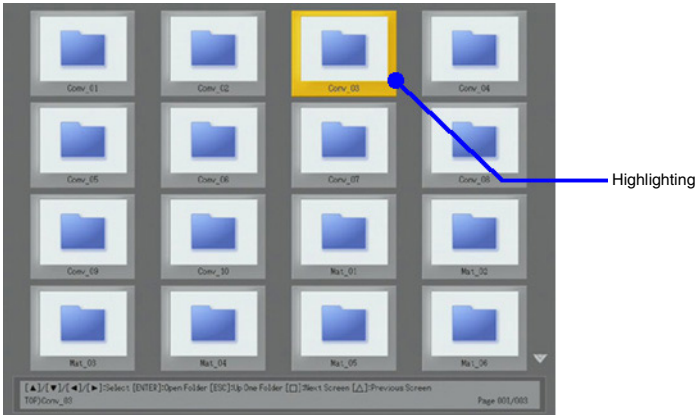 Conv_01 Conv_02 Conv_03 Conv_04
Conv_05 Conv_06 Conv_07 Conv_08
Highlighting
Conv_09 Conv_10 Mat_01 Mat_02
Mat_03 Mat_04 Mat_05 Mat_06
[▲]/[▼]/[◀]/[▶]:Select [ENTER]:Open Folder [ESC]:Up One Folder [□]:Next Screen [△]:Previous Screen
TOP/Conv_03 Page 001/003